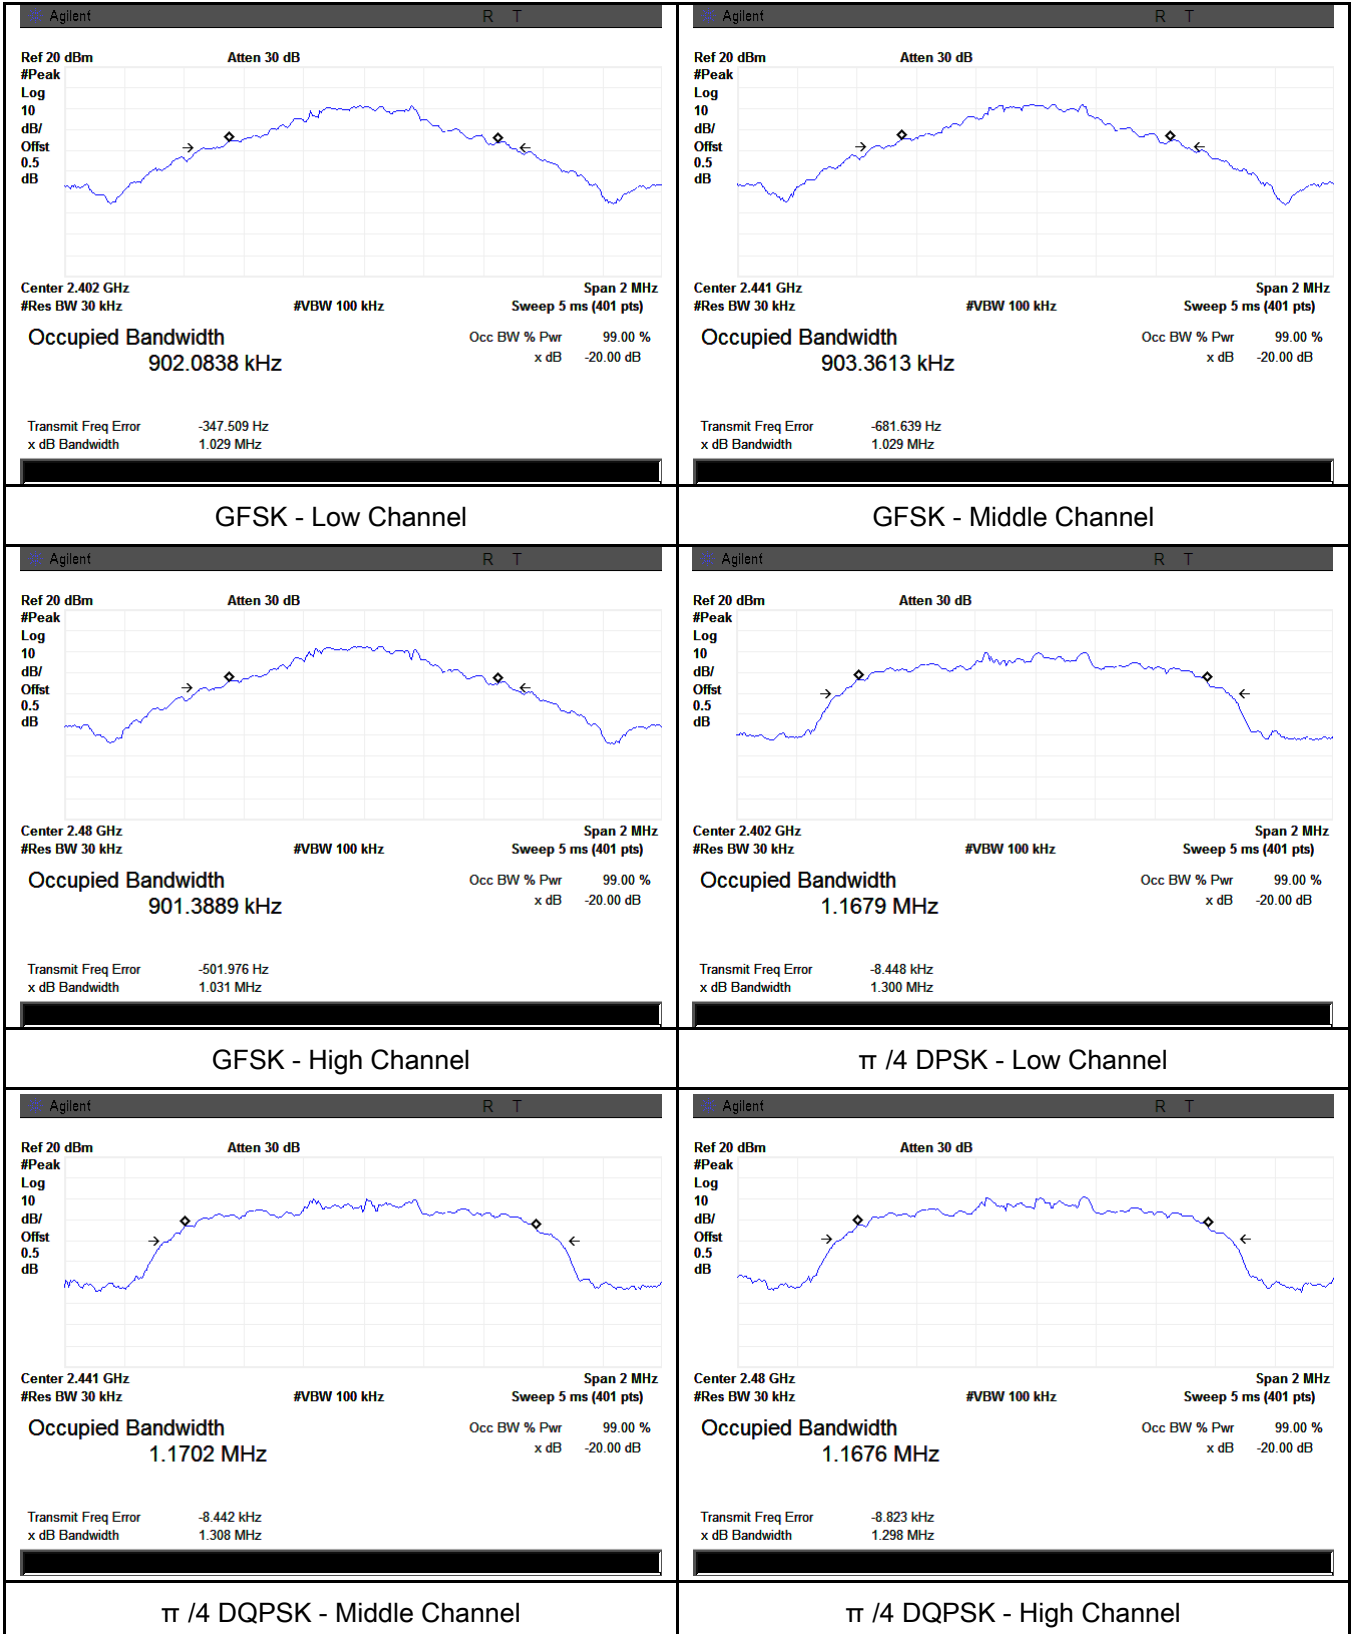 Agilent R T
Ref 20 dBm Atten 30 dB
#Peak
Log
10
dB/
Offst
0.5
dB
Center 2.402 GHz Span 2 MHz
#Res BW 30 kHz #VBW 100 kHz Sweep 5 ms (401 pts)
Occupied Bandwidth Occ BW % Pwr 99.00 %
902.0838 kHz x dB -20.00 dB
Transmit Freq Error -347.509 Hz
x dB Bandwidth 1.029 MHz
GFSK - Low Channel
Agilent R T
Ref 20 dBm Atten 30 dB
#Peak
Log
10
dB/
Offst
0.5
dB
Center 2.441 GHz Span 2 MHz
#Res BW 30 kHz #VBW 100 kHz Sweep 5 ms (401 pts)
Occupied Bandwidth Occ BW % Pwr 99.00 %
903.3613 kHz x dB -20.00 dB
Transmit Freq Error -681.639 Hz
x dB Bandwidth 1.029 MHz
GFSK - Middle Channel
Agilent R T
Ref 20 dBm Atten 30 dB
#Peak
Log
10
dB/
Offst
0.5
dB
Center 2.48 GHz Span 2 MHz
#Res BW 30 kHz #VBW 100 kHz Sweep 5 ms (401 pts)
Occupied Bandwidth Occ BW % Pwr 99.00 %
901.3889 kHz x dB -20.00 dB
Transmit Freq Error -501.976 Hz
x dB Bandwidth 1.031 MHz
GFSK - High Channel
Agilent R T
Ref 20 dBm Atten 30 dB
#Peak
Log
10
dB/
Offst
0.5
dB
Center 2.402 GHz Span 2 MHz
#Res BW 30 kHz #VBW 100 kHz Sweep 5 ms (401 pts)
Occupied Bandwidth Occ BW % Pwr 99.00 %
1.1679 MHz x dB -20.00 dB
Transmit Freq Error -8.448 kHz
x dB Bandwidth 1.300 MHz
π /4 DPSK - Low Channel
Agilent R T
Ref 20 dBm Atten 30 dB
#Peak
Log
10
dB/
Offst
0.5
dB
Center 2.441 GHz Span 2 MHz
#Res BW 30 kHz #VBW 100 kHz Sweep 5 ms (401 pts)
Occupied Bandwidth Occ BW % Pwr 99.00 %
1.1702 MHz x dB -20.00 dB
Transmit Freq Error -8.442 kHz
x dB Bandwidth 1.308 MHz
π /4 DQPSK - Middle Channel
Agilent R T
Ref 20 dBm Atten 30 dB
#Peak
Log
10
dB/
Offst
0.5
dB
Center 2.48 GHz Span 2 MHz
#Res BW 30 kHz #VBW 100 kHz Sweep 5 ms (401 pts)
Occupied Bandwidth Occ BW % Pwr 99.00 %
1.1676 MHz x dB -20.00 dB
Transmit Freq Error -8.823 kHz
x dB Bandwidth 1.298 MHz
π /4 DQPSK - High Channel